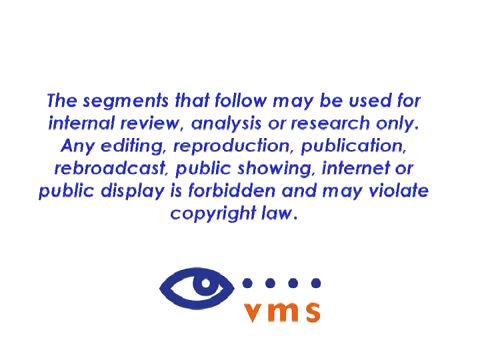 The segments that follow may be used for
internal review, analysis or research only.
Any editing, reproduction, publication,
rebroadcast, public showing, internet or
public display is forbidden and may violate
copyright law.
vms